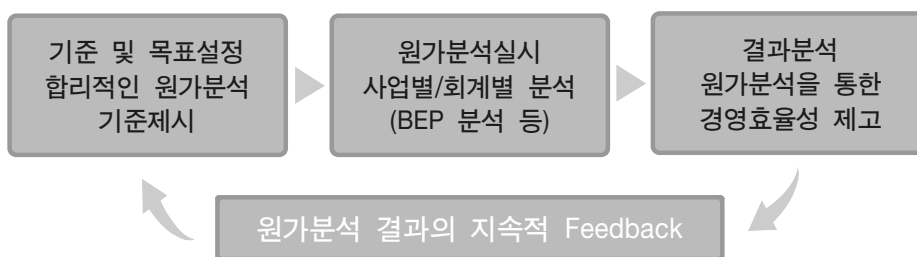 기준 및 목표설정
합리적인 원가분석
기준제시
원가분석실시
사업별/회계별 분석
(BEP 분석 등)
결과분석
원가분석을 통한
경영효율성 제고
원가분석 결과의 지속적 Feedback